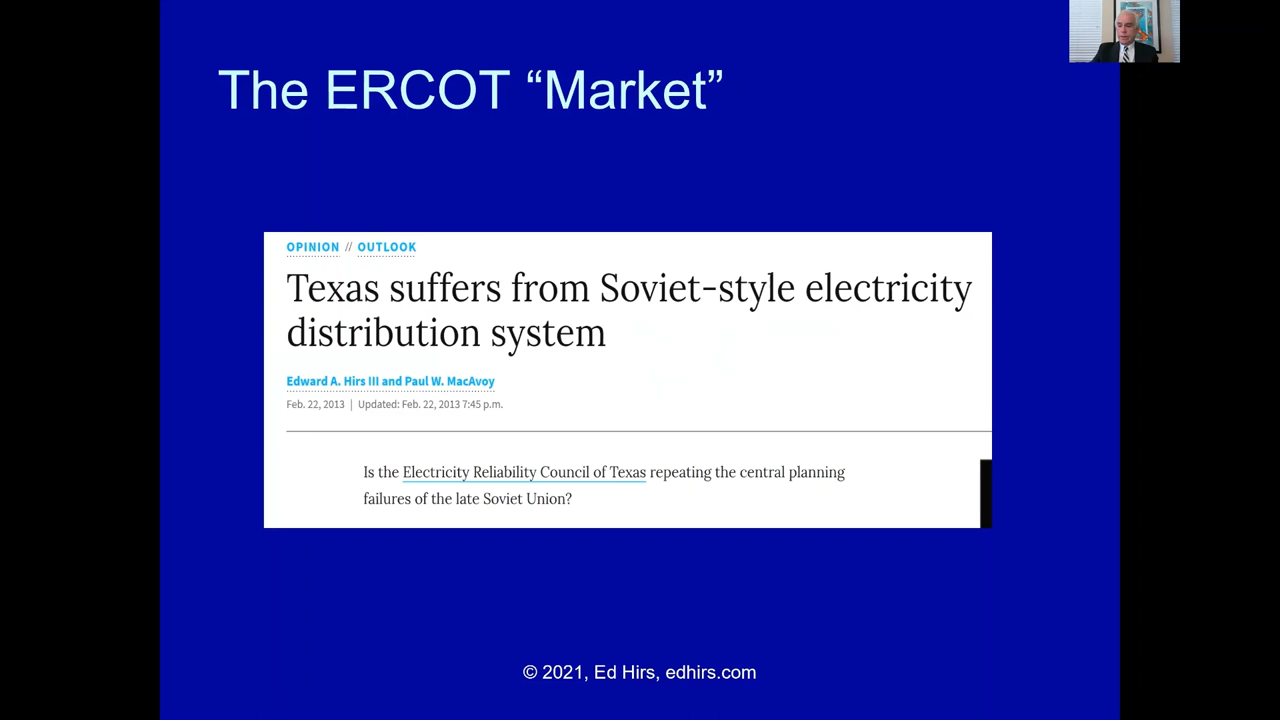 The ERCOT “Market”
OPINION // OUTLOOK
Texas suffers from Soviet-style electricity
distribution system
Edward A. Hirs III and Paul W. MacAvoy
Feb. 22, 2013 | Updated: Feb. 22, 2013 7:45 p.m.
Is the Electricity Reliability Council of Texas repeating the central planning
failures of the late Soviet Union?
© 2021, Ed Hirs, edhirs.com